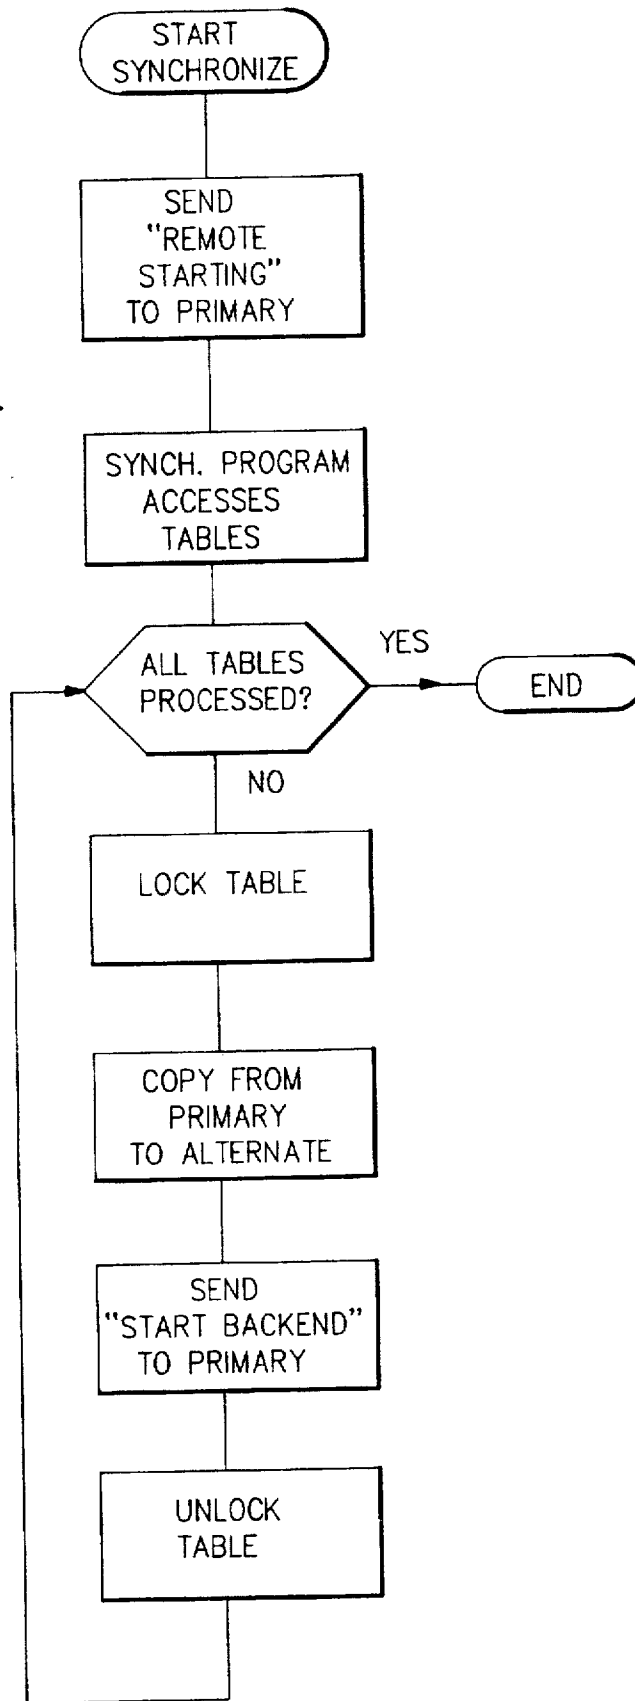 START
SYNCHRONIZE
SEND
"REMOTE
STARTING"
TO PRIMARY
SYNCH. PROGRAM
ACCESSES
TABLES
ALL TABLES
PROCESSED?
YES
END
NO
LOCK TABLE
COPY FROM
PRIMARY
TO ALTERNATE
SEND
"START BACKEND"
TO PRIMARY
UNLOCK
TABLE